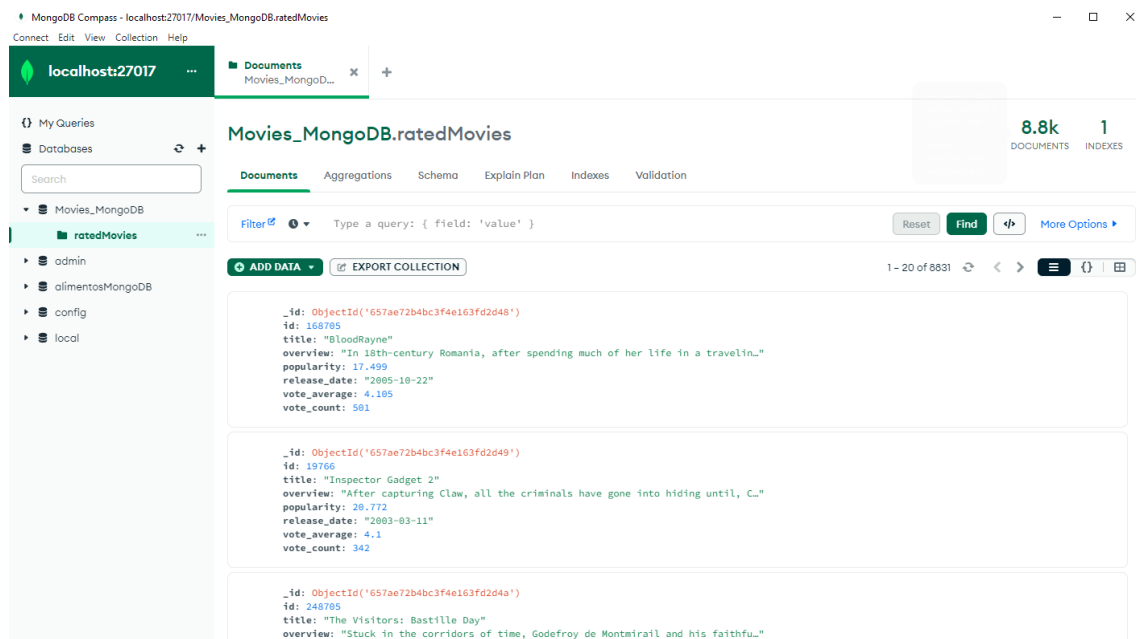 MongoDB Compass - localhost:27017/Movies_MongoDB.ratedMovies
Connect Edit View Collection Help
localhost:27017 ...
Documents
Movies_MongoD...
My Queries
Databases
Search
Movies_MongoDB
ratedMovies ...
admin
alimentosMongoDB
config
local
Movies_MongoDB.ratedMovies
8.8k
DOCUMENTS
1
INDEXES
Documents Aggregations Schema Explain Plan Indexes Validation
Filter Type a query: { field: 'value' } Reset Find </> More Options
ADD DATA EXPORT COLLECTION 1 – 20 of 8831 {}
_id: ObjectId('657ae72b4bc3f4e163fd2d48')
id: 168705
title: "BloodRayne"
overview: "In 18th-century Romania, after spending much of her life in a travelin…"
popularity: 17.499
release_date: "2005-10-22"
vote_average: 4.105
vote_count: 501
_id: ObjectId('657ae72b4bc3f4e163fd2d49')
id: 19766
title: "Inspector Gadget 2"
overview: "After capturing Claw, all the criminals have gone into hiding until, C…"
popularity: 20.772
release_date: "2003-03-11"
vote_average: 4.1
vote_count: 342
_id: ObjectId('657ae72b4bc3f4e163fd2d4a')
id: 248705
title: "The Visitors: Bastille Day"
overview: "Stuck in the corridors of time, Godefroy de Montmirail and his faithfu…"